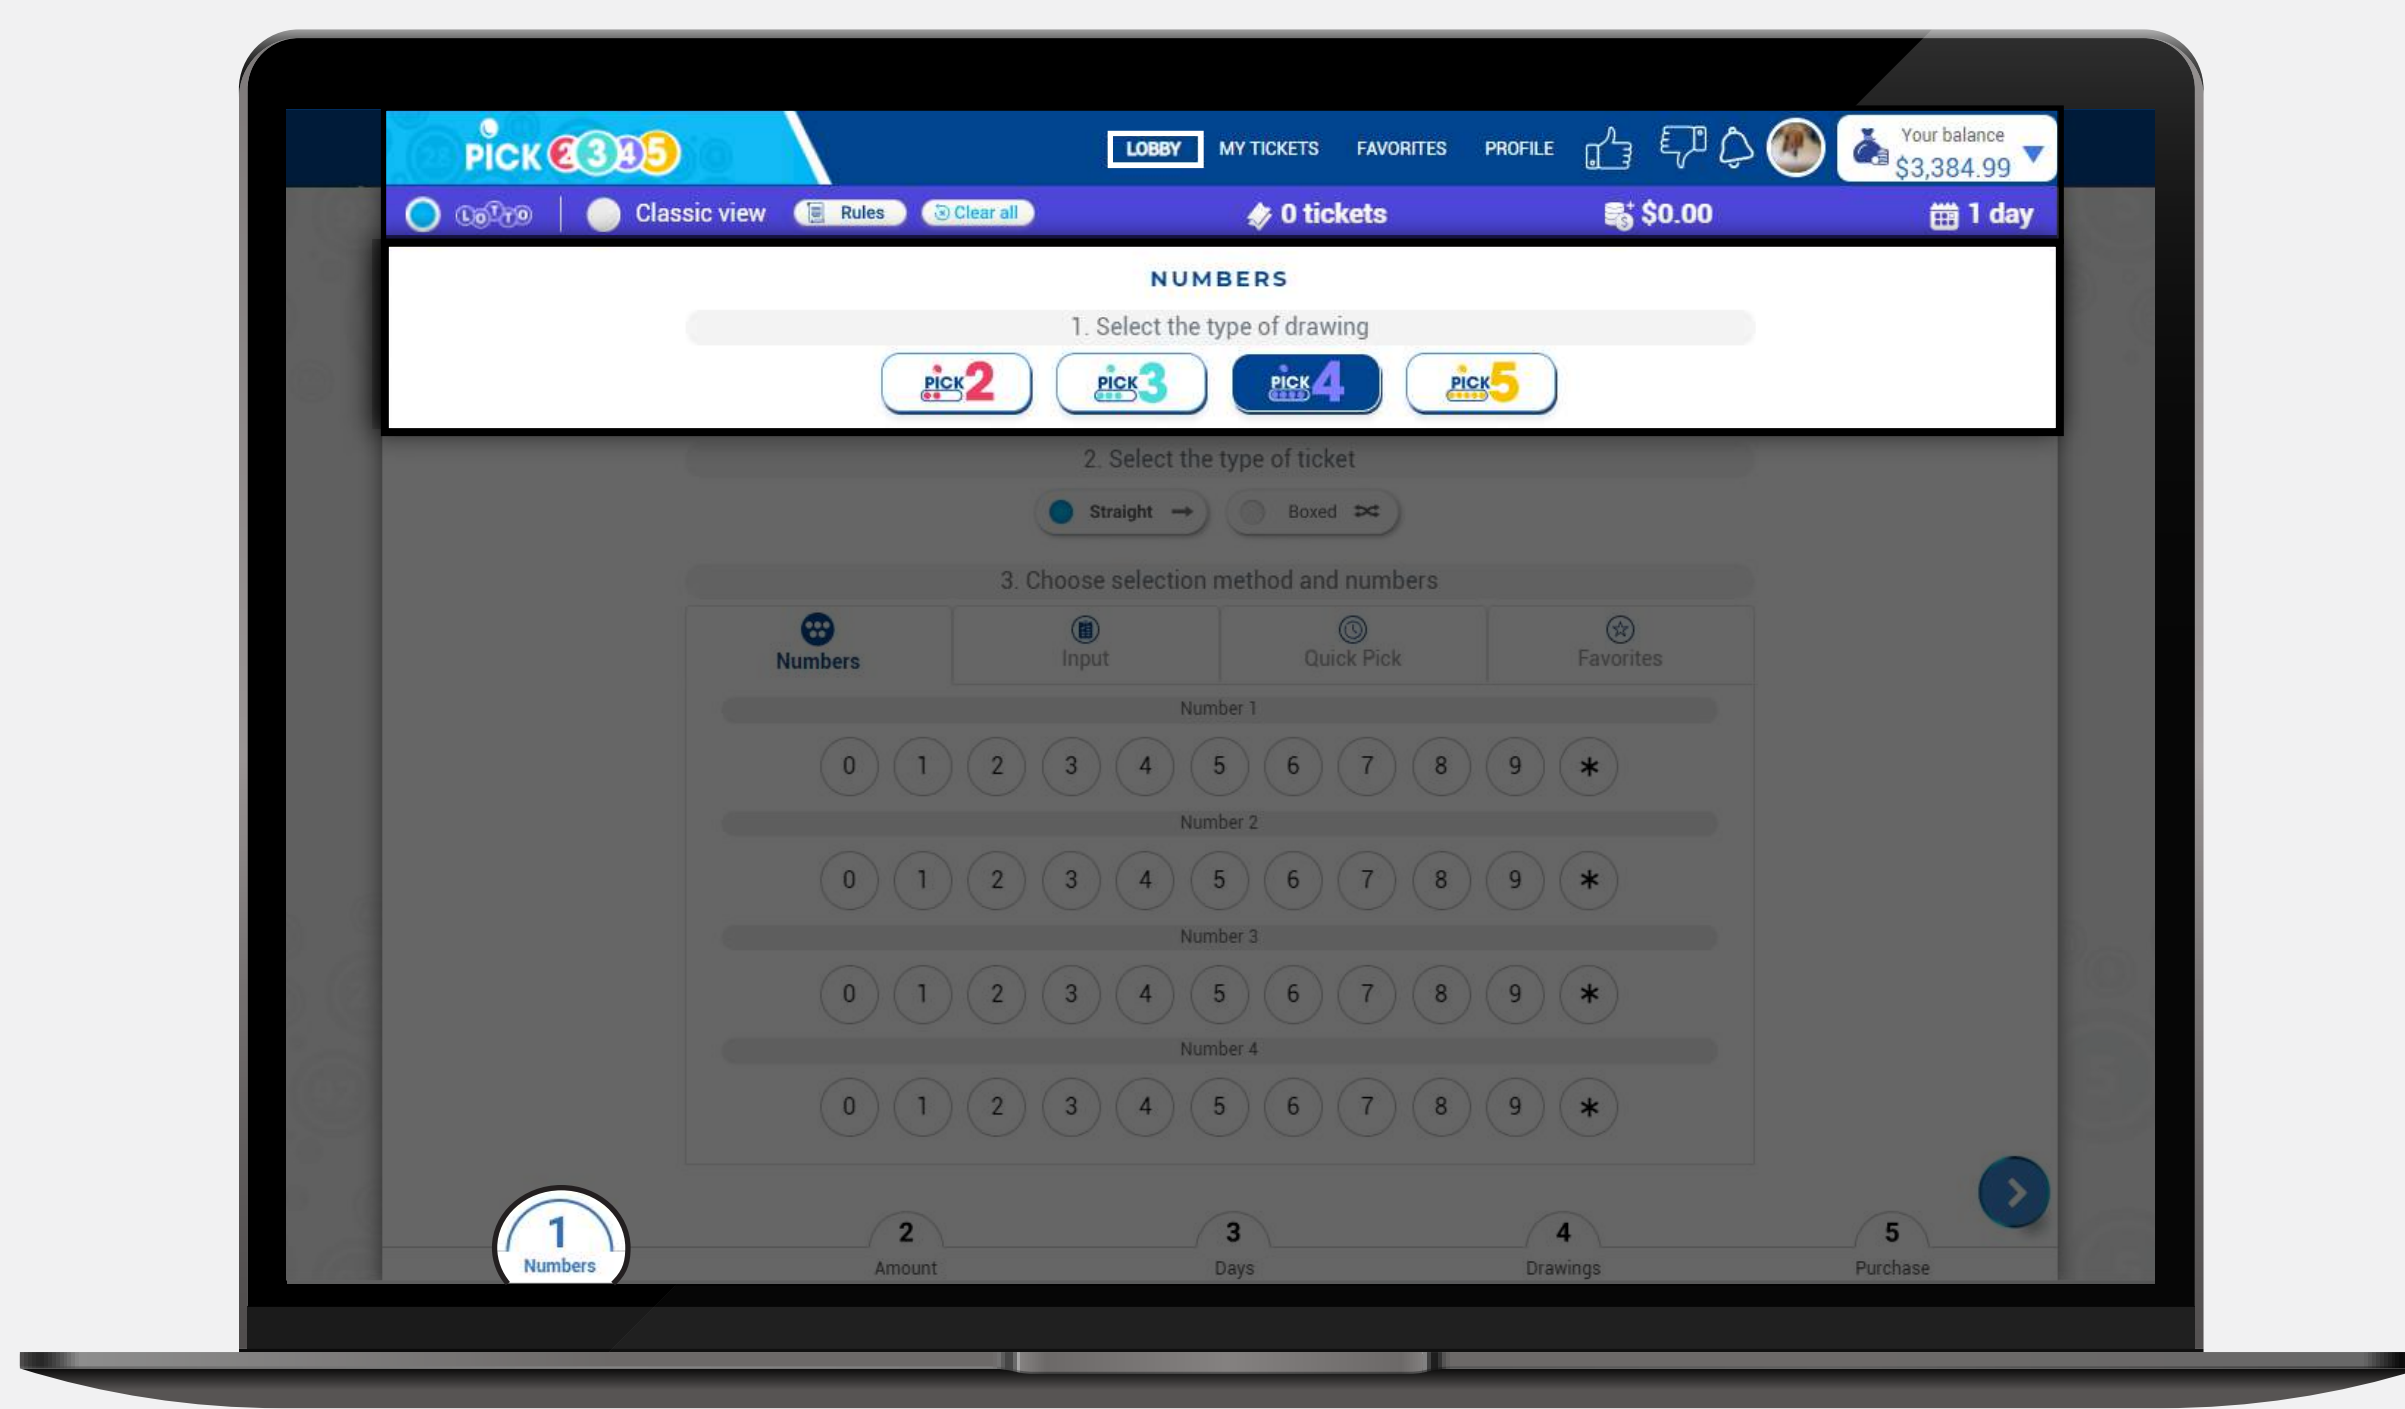 PICK 2345
LOBBY MY TICKETS FAVORITES PROFILE
Your balance
$3,384.99
LOTTO Classic view Rules Clear all 0 tickets $0.00 1 day
NUMBERS
1. Select the type of drawing
PICK 2 PICK 3 PICK 4 PICK 5
2. Select the type of ticket
Straight Boxed
3. Choose selection method and numbers
Numbers Input Quick Pick Favorites
Number 1
0 1 2 3 4 5 6 7 8 9 *
Number 2
0 1 2 3 4 5 6 7 8 9 *
Number 3
0 1 2 3 4 5 6 7 8 9 *
Number 4
0 1 2 3 4 5 6 7 8 9 *
1 2 3 4 5
Numbers Amount Days Drawings Purchase